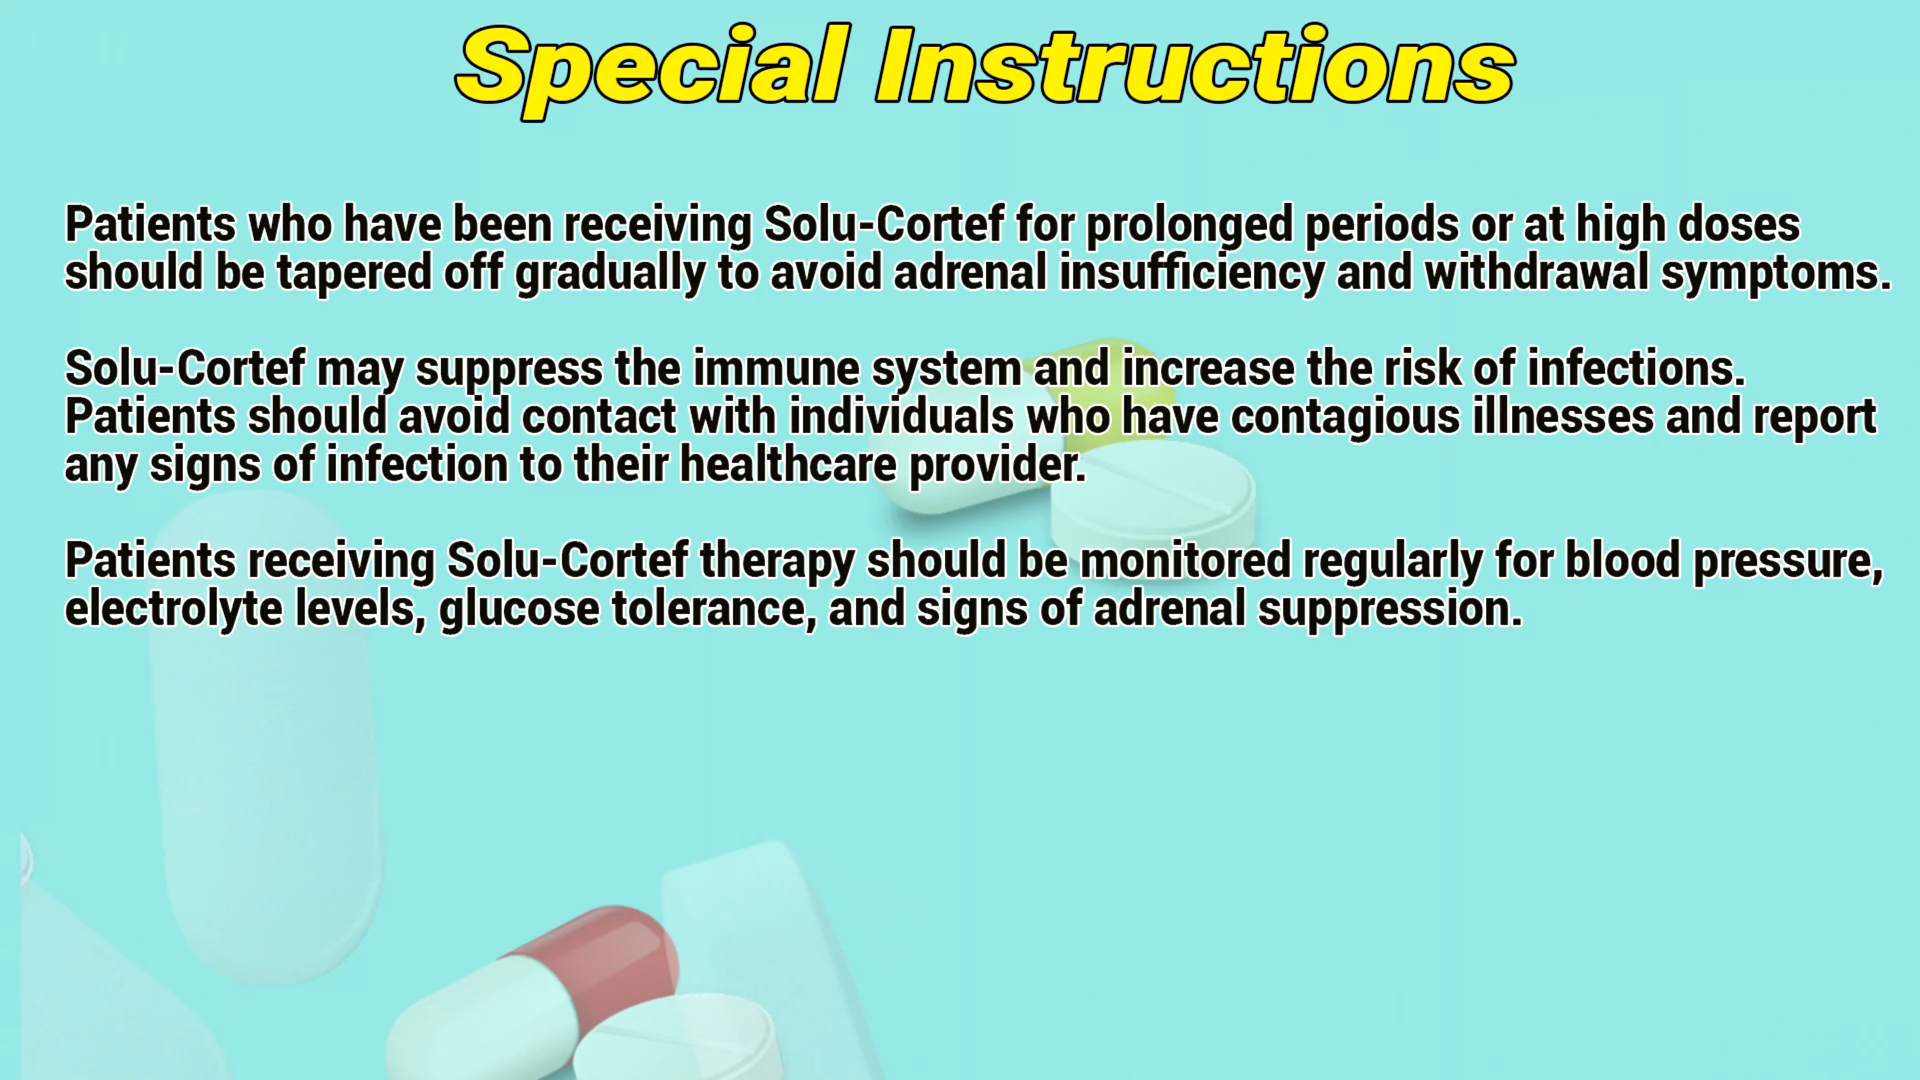 Special Instructions
Patients who have been receiving Solu-Cortef for prolonged periods or at high doses
should be tapered off gradually to avoid adrenal insufficiency and withdrawal symptoms.
Solu-Cortef may suppress the immune system and increase the risk of infections.
Patients should avoid contact with individuals who have contagious illnesses and report
any signs of infection to their healthcare provider.
Patients receiving Solu-Cortef therapy should be monitored regularly for blood pressure,
electrolyte levels, glucose tolerance, and signs of adrenal suppression.